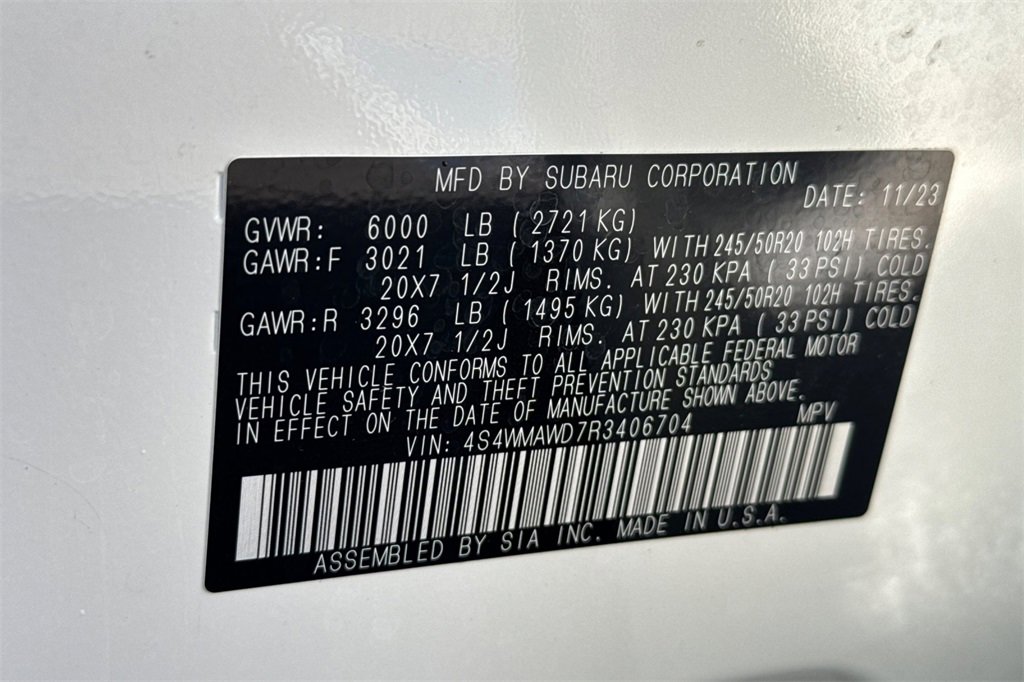 MFD BY SUBARU CORPORATION
DATE: 11/23
GVWR: 6000 LB ( 2721 KG)
GAWR:F 3021 LB ( 1370 KG) WITH 245/50R20 102H TIRES.
20X7 1/2J RIMS. AT 230 KPA ( 33 PSI) COLD
GAWR:R 3296 LB ( 1495 KG) WITH 245/50R20 102H TIRES.
20X7 1/2J RIMS. AT 230 KPA ( 33 PSI) COLD
THIS VEHICLE CONFORMS TO ALL APPLICABLE FEDERAL MOTOR
VEHICLE SAFETY AND THEFT PREVENTION STANDARDS
IN EFFECT ON THE DATE OF MANUFACTURE SHOWN ABOVE.
VIN: 4S4WMAWD7R3406704 MPV
ASSEMBLED BY SIA INC. MADE IN U.S.A.